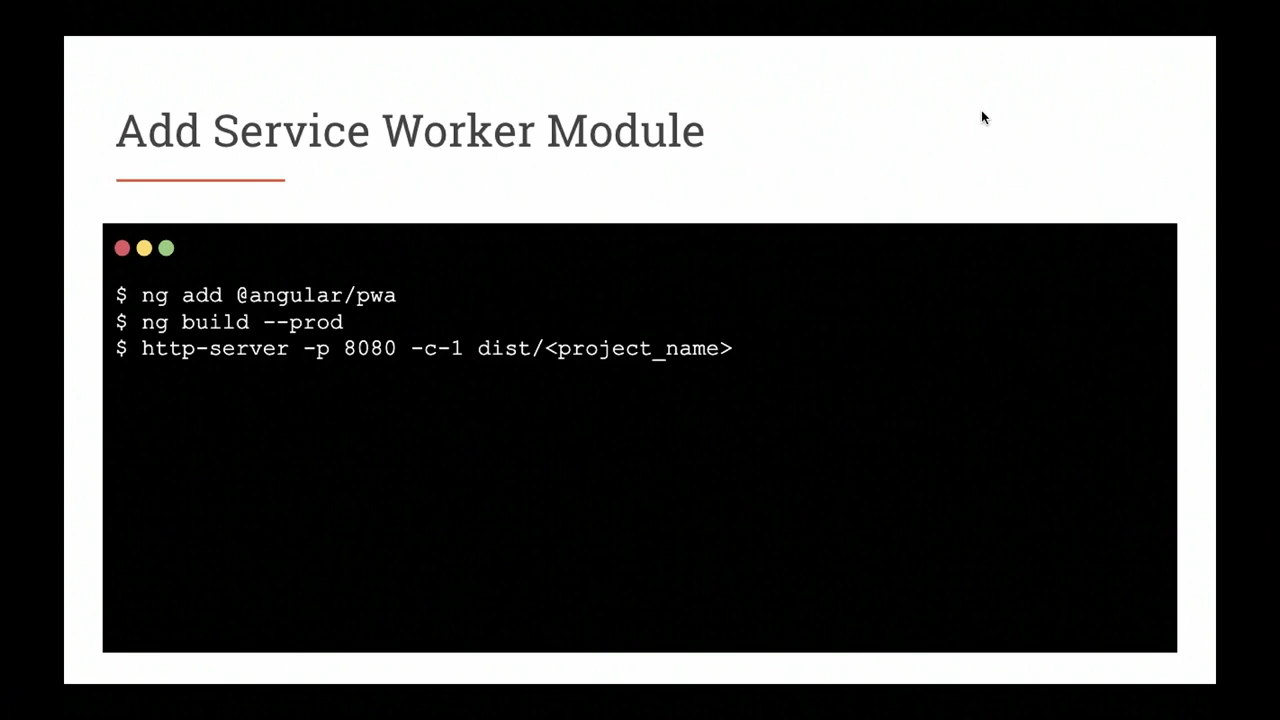 Add Service Worker Module
$ ng add @angular/pwa
$ ng build --prod
$ http-server -p 8080 -c-1 dist/<project_name>